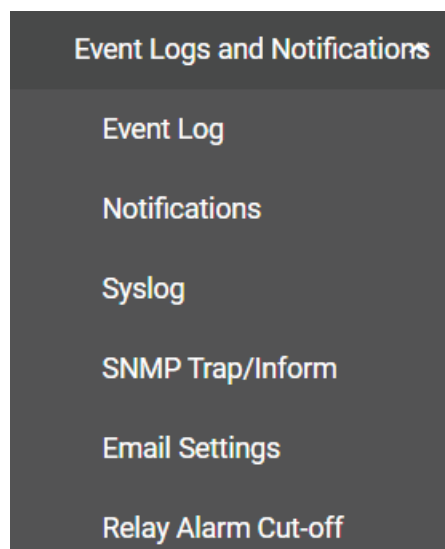 Event Logs and Notifications
Event Log
Notifications
Syslog
SNMP Trap/Inform
Email Settings
Relay Alarm Cut-off